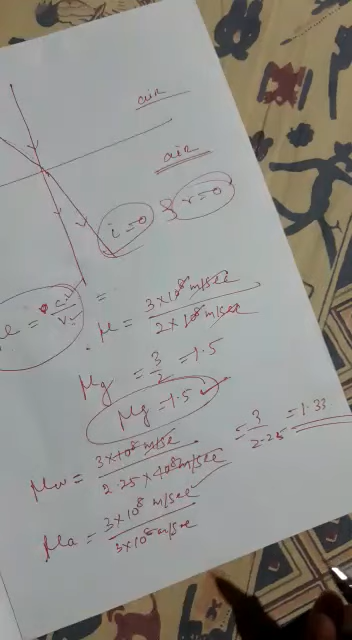 air
air
i=0 & r=0
μ = c/v =
μ = 3×10⁸ m/sec / 2×10⁸ m/sec
μg = 3/2 = 1.5
μg = 1.5
μw = 3×10⁸ m/sec / 2.25×10⁸ m/sec = 3/2.25 = 1.33
μa = 3×10⁸ m/sec / 3×10⁸ m/sec